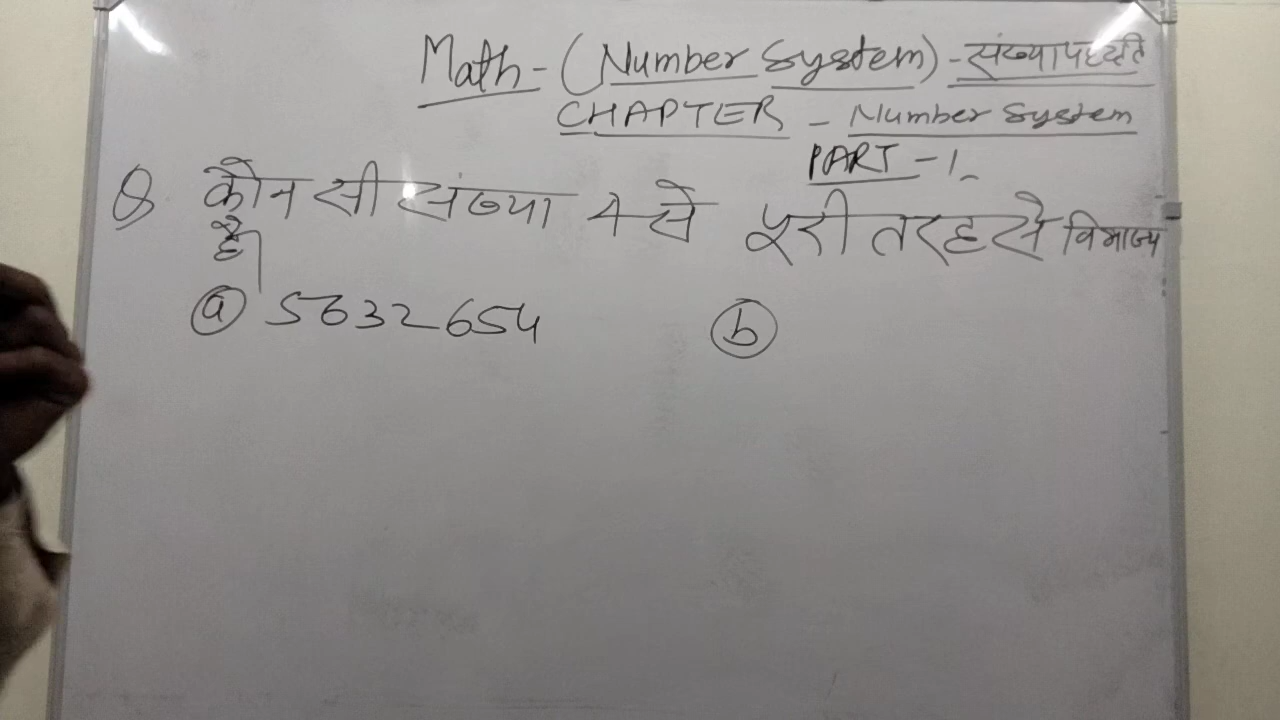 Math - (Number System) - संख्या पद्धति
CHAPTER - Number System
PART - 1.
Q कौन सी संख्या 4 से पूरी तरह से विभाज्य
है।
(a) 5632654 (b)